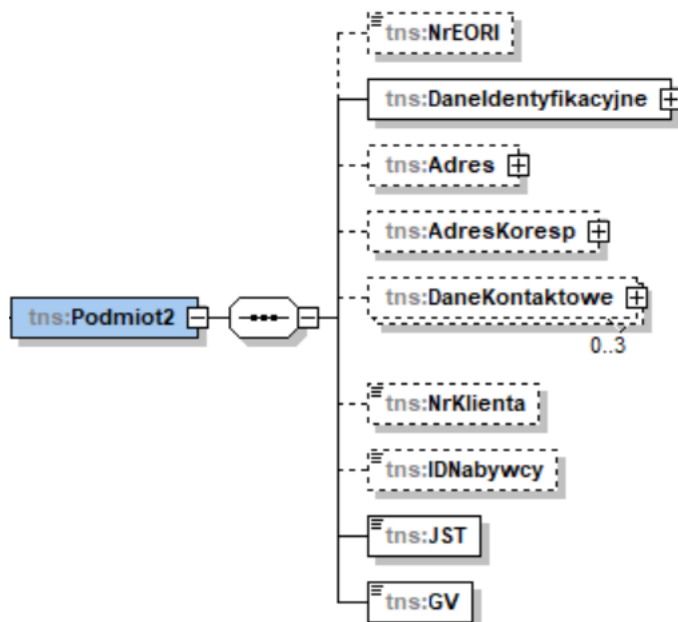 tns:NrEORI
tns:DaneIdentyfikacyjne
tns:Adres
tns:AdresKoresp
tns:Podmiot2
tns:DaneKontaktowe
0..3
tns:NrKlienta
tns:IDNabywcy
tns:JST
tns:GV